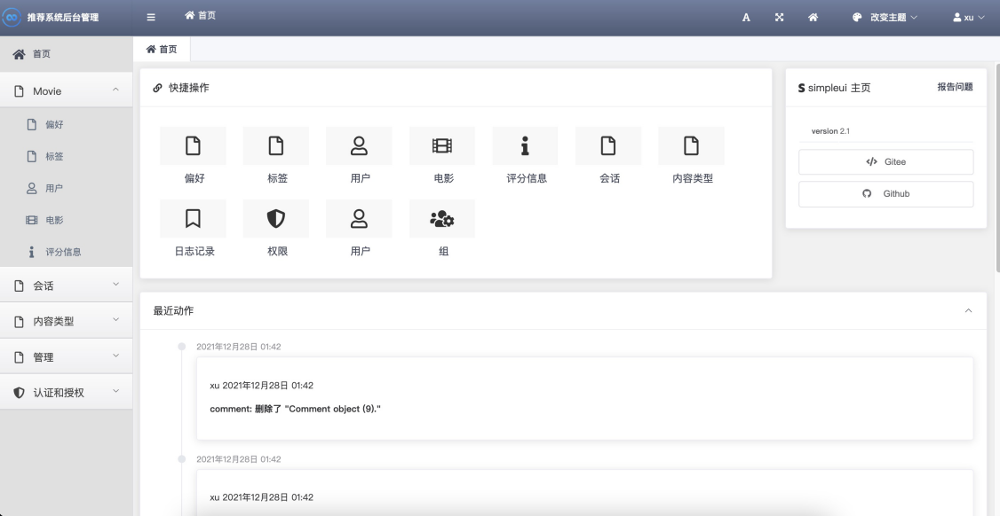 推荐系统后台管理
首页
改变主题
xu
首页
Movie
偏好
标签
用户
电影
评分信息
会话
内容类型
管理
认证和授权
首页
快捷操作
偏好
标签
用户
电影
评分信息
会话
内容类型
日志记录
权限
用户
组
simpleui 主页
报告问题
version 2.1
Gitee
Github
最近动作
2021年12月28日 01:42
xu 2021年12月28日 01:42
comment: 删除了 "Comment object (9)."
2021年12月28日 01:42
xu 2021年12月28日 01:42